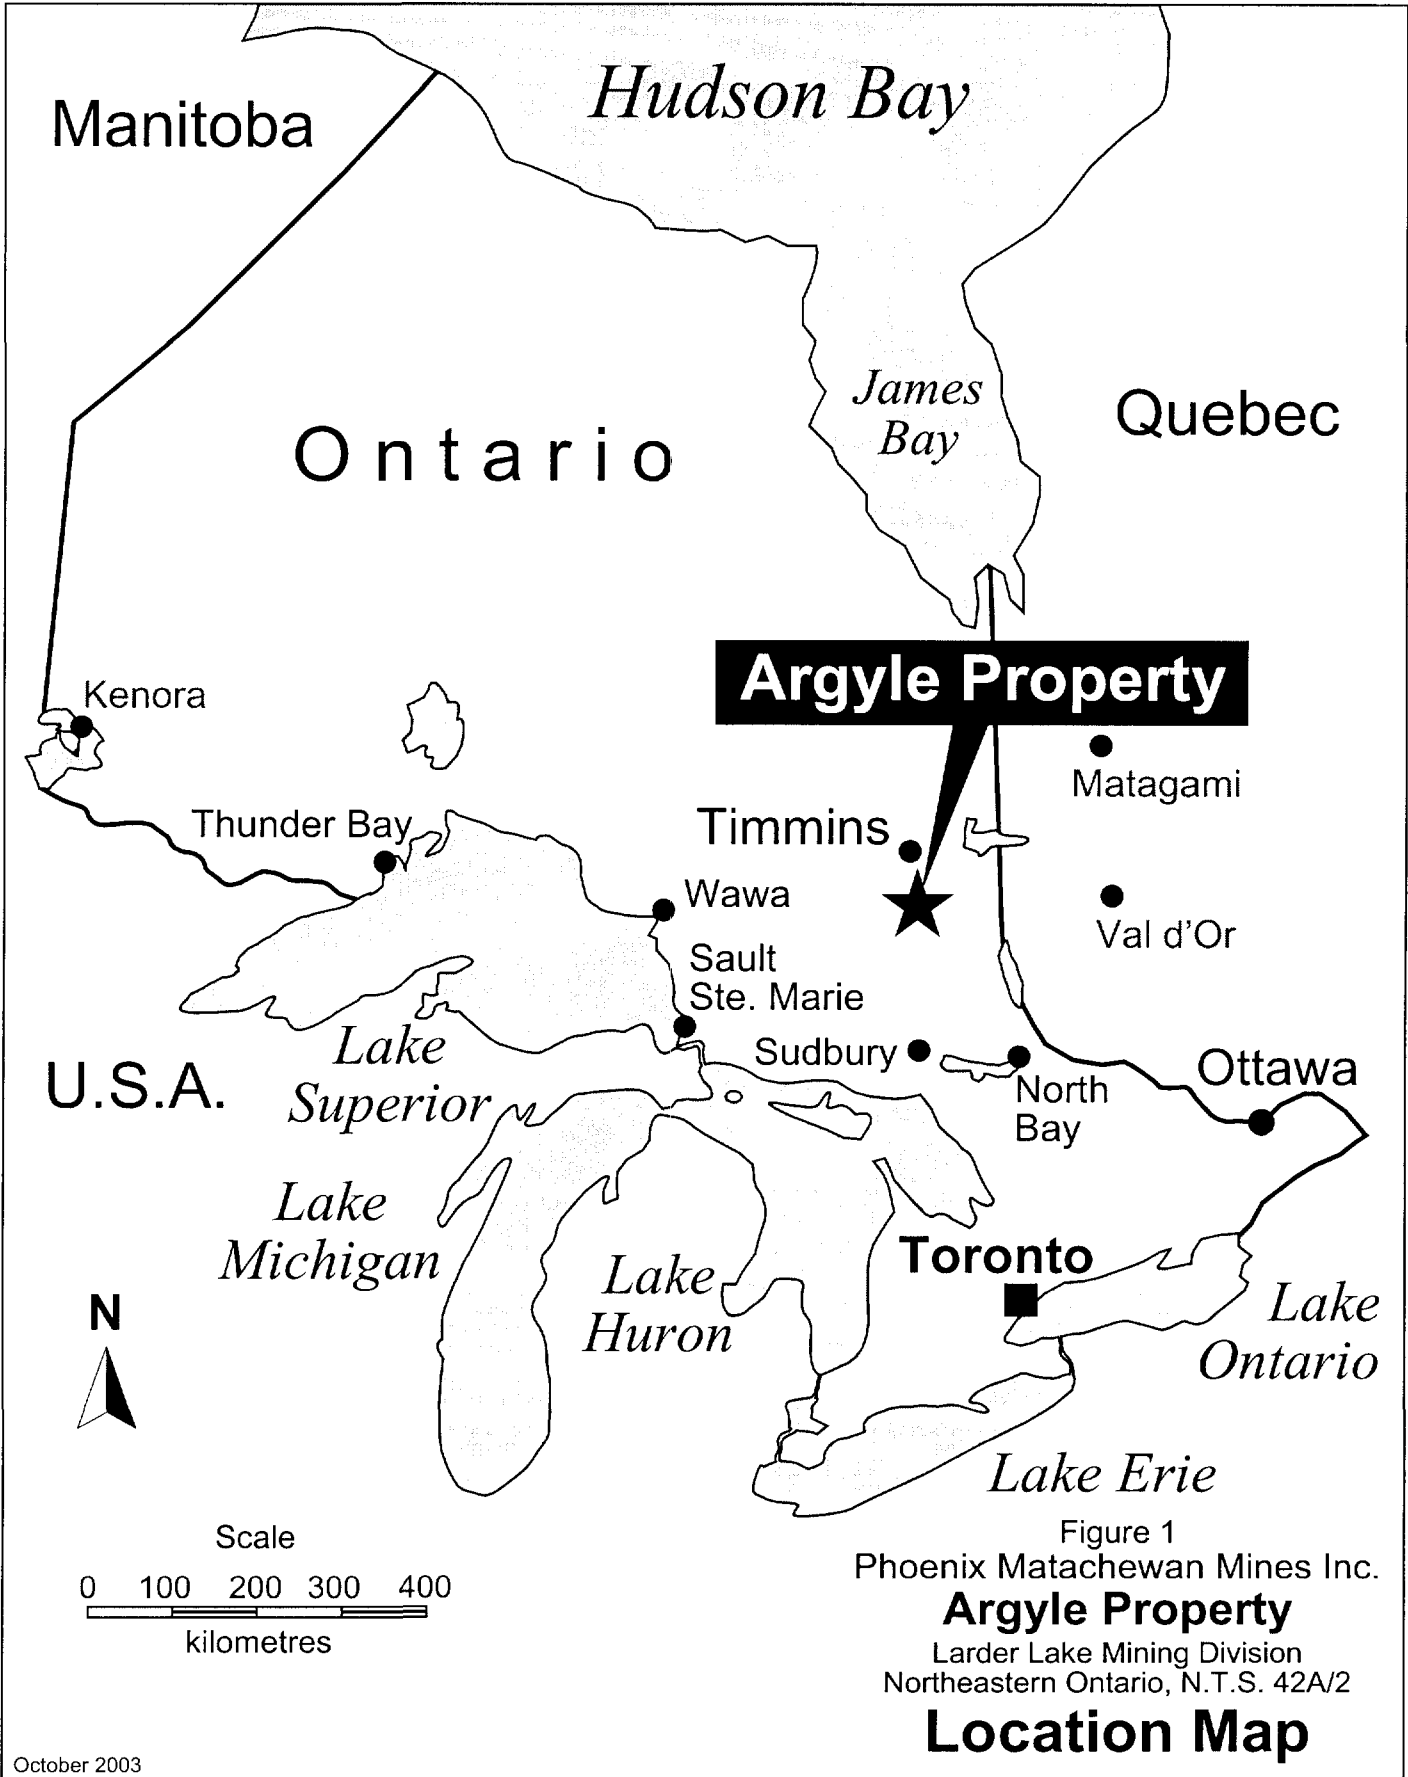 Hudson Bay
Manitoba
James
Bay
Quebec
Ontario
Argyle Property
Kenora
Matagami
Thunder Bay
Timmins
Wawa
Val d'Or
Sault
Ste. Marie
Lake
Superior
Sudbury
North
Bay
Ottawa
U.S.A.
Lake
Michigan
Lake
Huron
Toronto
Lake
Ontario
N
Lake Erie
Scale
0 100 200 300 400
kilometres
Figure 1
Phoenix Matachewan Mines Inc.
Argyle Property
Larder Lake Mining Division
Northeastern Ontario, N.T.S. 42A/2
Location Map
October 2003